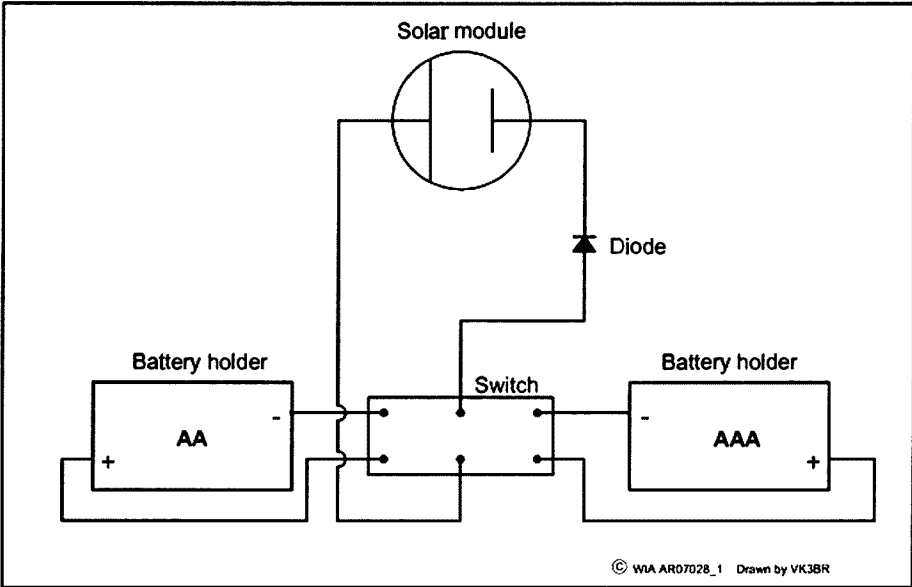 Solar module
Diode
Battery holder
Switch
Battery holder
- -
AA AAA
+ +
© WIA AR07028_1 Drawn by VK3BR